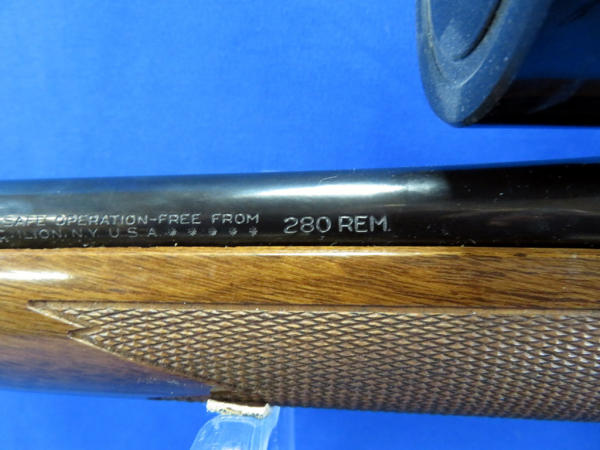 SAFE OPERATION-FREE FROM 280 REM.
ILION, N.Y. U.S.A. ✱ ✱ ✱ ✱ ✱